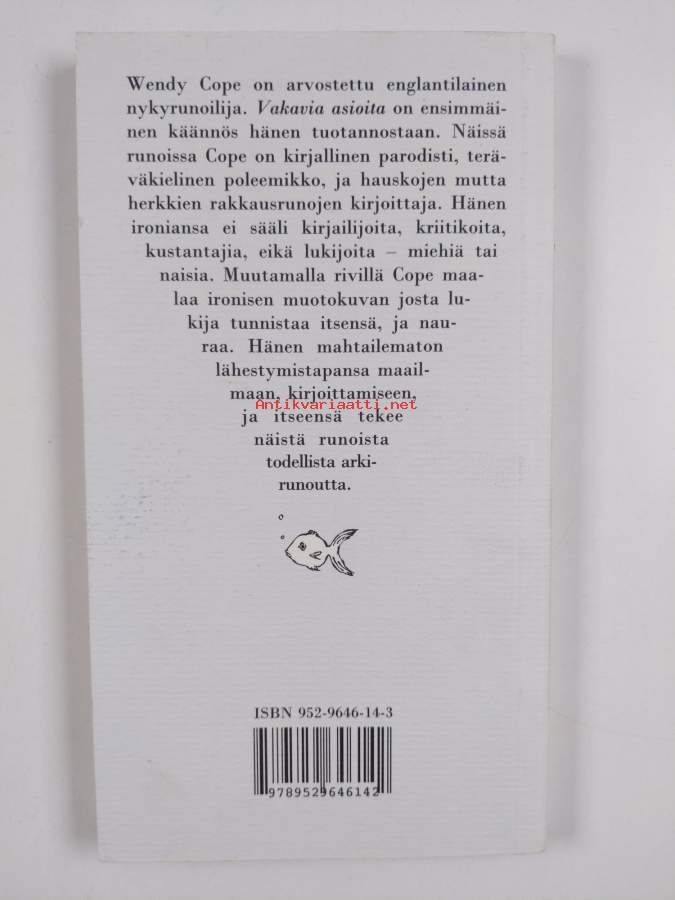 Wendy Cope on arvostettu englantilainen
nykyrunoilija. Vakavia asioita on ensimmäi-
nen käännös hänen tuotannostaan. Näissä
runoissa Cope on kirjallinen parodisti, terä-
väkielinen poleemikko, ja hauskojen mutta
herkkien rakkausrunojen kirjoittaja. Hänen
ironiansa ei sääli kirjailijoita, kriitikoita,
kustantajia, eikä lukijoita – miehiä tai
naisia. Muutamalla rivillä Cope maa-
laa ironisen muotokuvan josta lu-
kija tunnistaa itsensä, ja nau-
raa. Hänen mahtailematon
lähestymistapansa maail-
maan, kirjoittamiseen,
Antikvariaatti.net
ja itseensä tekee
näistä runoista
todellista arki-
runoutta.
ISBN 952-9646-14-3
9789529646142